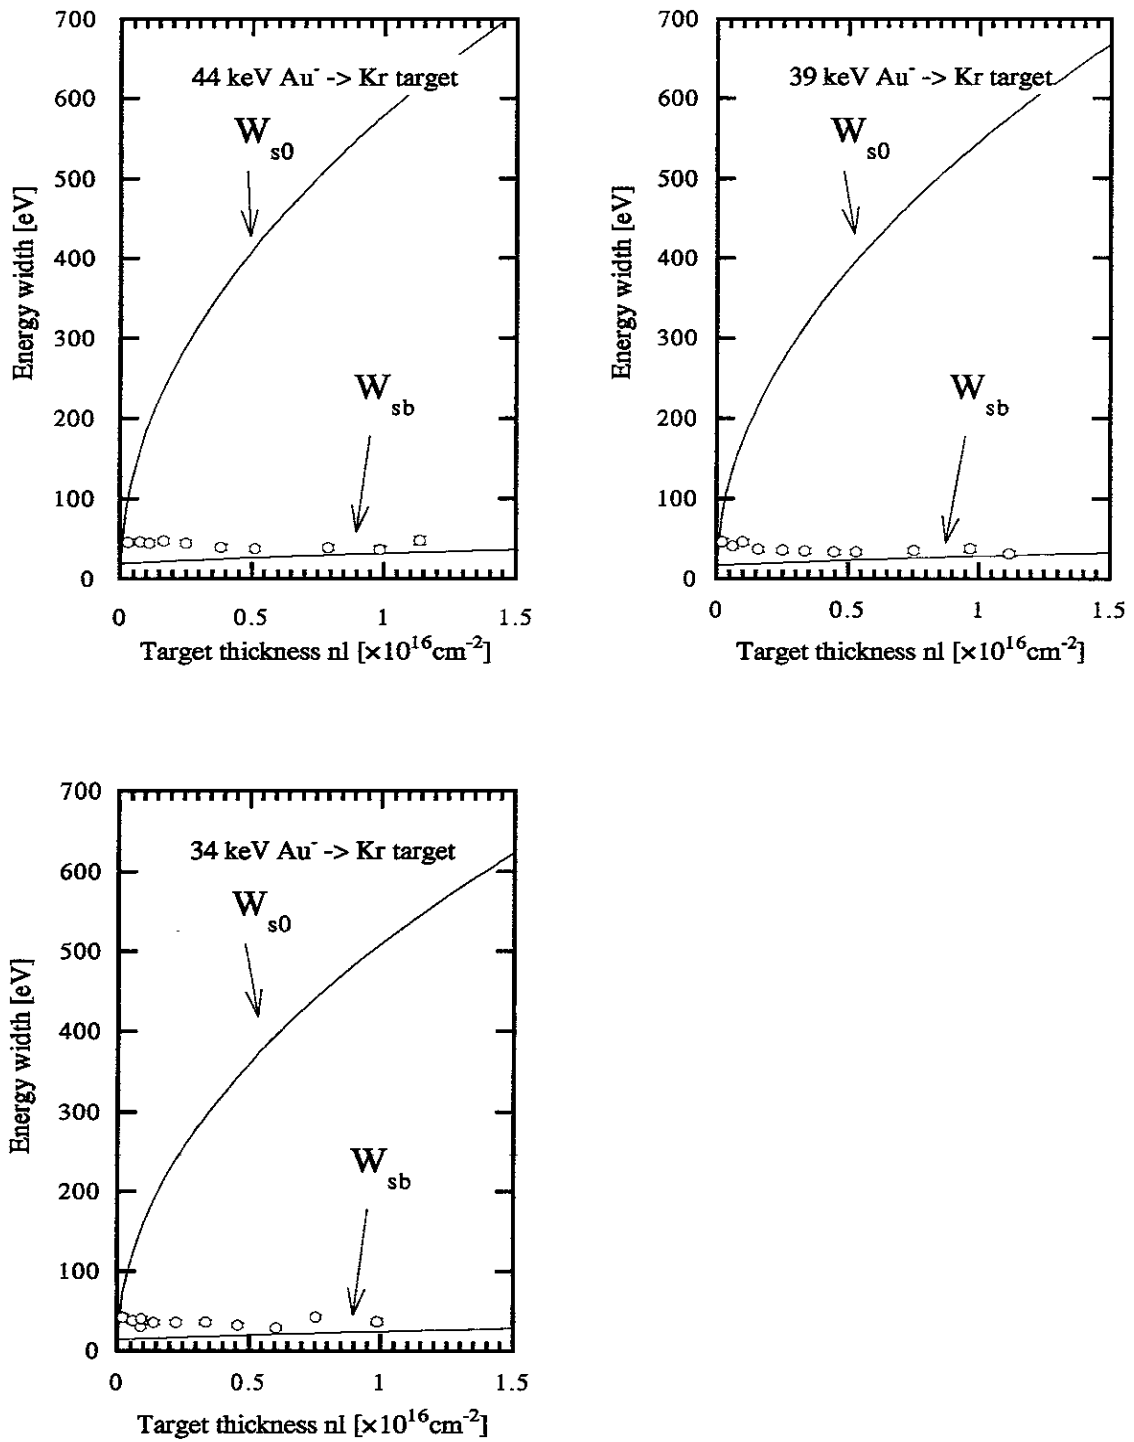 44 keV Au⁻ -> Kr target
W_s0
W_sb
Energy width [eV]
700
600
500
400
300
200
100
0
0 0.5 1 1.5
Target thickness nl [×10¹⁶cm⁻²]
39 keV Au⁻ -> Kr target
W_s0
W_sb
Energy width [eV]
700
600
500
400
300
200
100
0
0 0.5 1 1.5
Target thickness nl [×10¹⁶cm⁻²]
34 keV Au⁻ -> Kr target
W_s0
W_sb
Energy width [eV]
700
600
500
400
300
200
100
0
0 0.5 1 1.5
Target thickness nl [×10¹⁶cm⁻²]